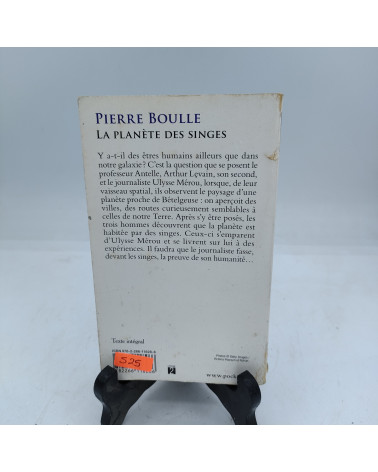 PIERRE BOULLE
LA PLANÈTE DES SINGES
Y a-t-il des êtres humains ailleurs que dans
notre galaxie? C'est la question que se posent le
professeur Antelle, Arthur Levain, son second,
et le journaliste Ulysse Mérou, lorsque, de leur
vaisseau spatial, ils observent le paysage d'une
planète proche de Bételgeuse : on aperçoit des
villes, des routes curieusement semblables à
celles de notre Terre. Après s'y être posés, les
trois hommes découvrent que la planète est
habitée par des singes. Ceux-ci s'emparent
d'Ulysse Mérou et se livrent sur lui à des
expériences. Il faudra que le journaliste fasse,
devant les singes, la preuve de son humanité...
Texte intégral
525